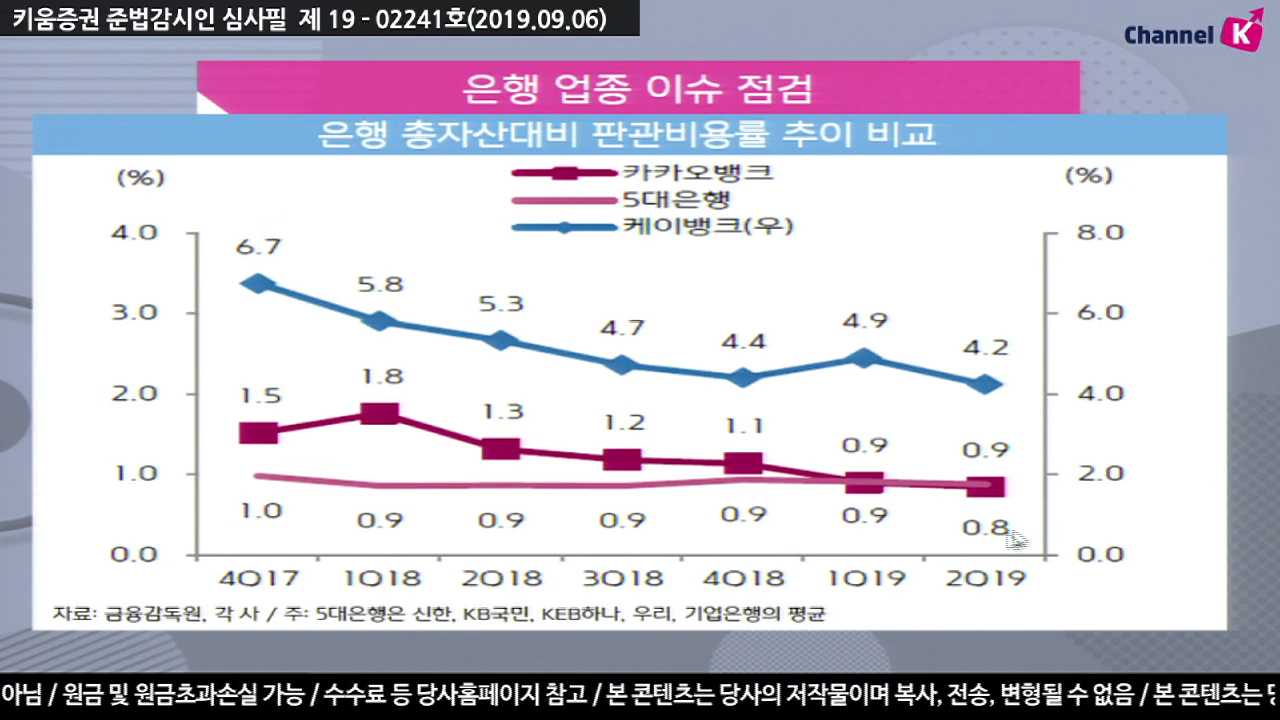 키움증권 준법감시인 심사필 제 19 - 02241호(2019.09.06)
Channel K
은행 업종 이슈 점검
은행 총자산대비 판관비용률 추이 비교
(%) (%)
카카오뱅크
5대은행
케이뱅크(우)
4.0 8.0
6.7 5.8 5.3 4.7 4.4 4.9 4.2
3.0 6.0
2.0 4.0
1.5 1.8 1.3 1.2 1.1 0.9 0.9
1.0 2.0
1.0 0.9 0.9 0.9 0.9 0.9 0.8
0.0 0.0
4Q17 1Q18 2Q18 3Q18 4Q18 1Q19 2Q19
자료: 금융감독원, 각 사 / 주: 5대은행은 신한, KB국민, KEB하나, 우리, 기업은행의 평균
아님 / 원금 및 원금초과손실 가능 / 수수료 등 당사홈페이지 참고 / 본 콘텐츠는 당사의 저작물이며 복사, 전송, 변형될 수 없음 / 본 콘텐츠는